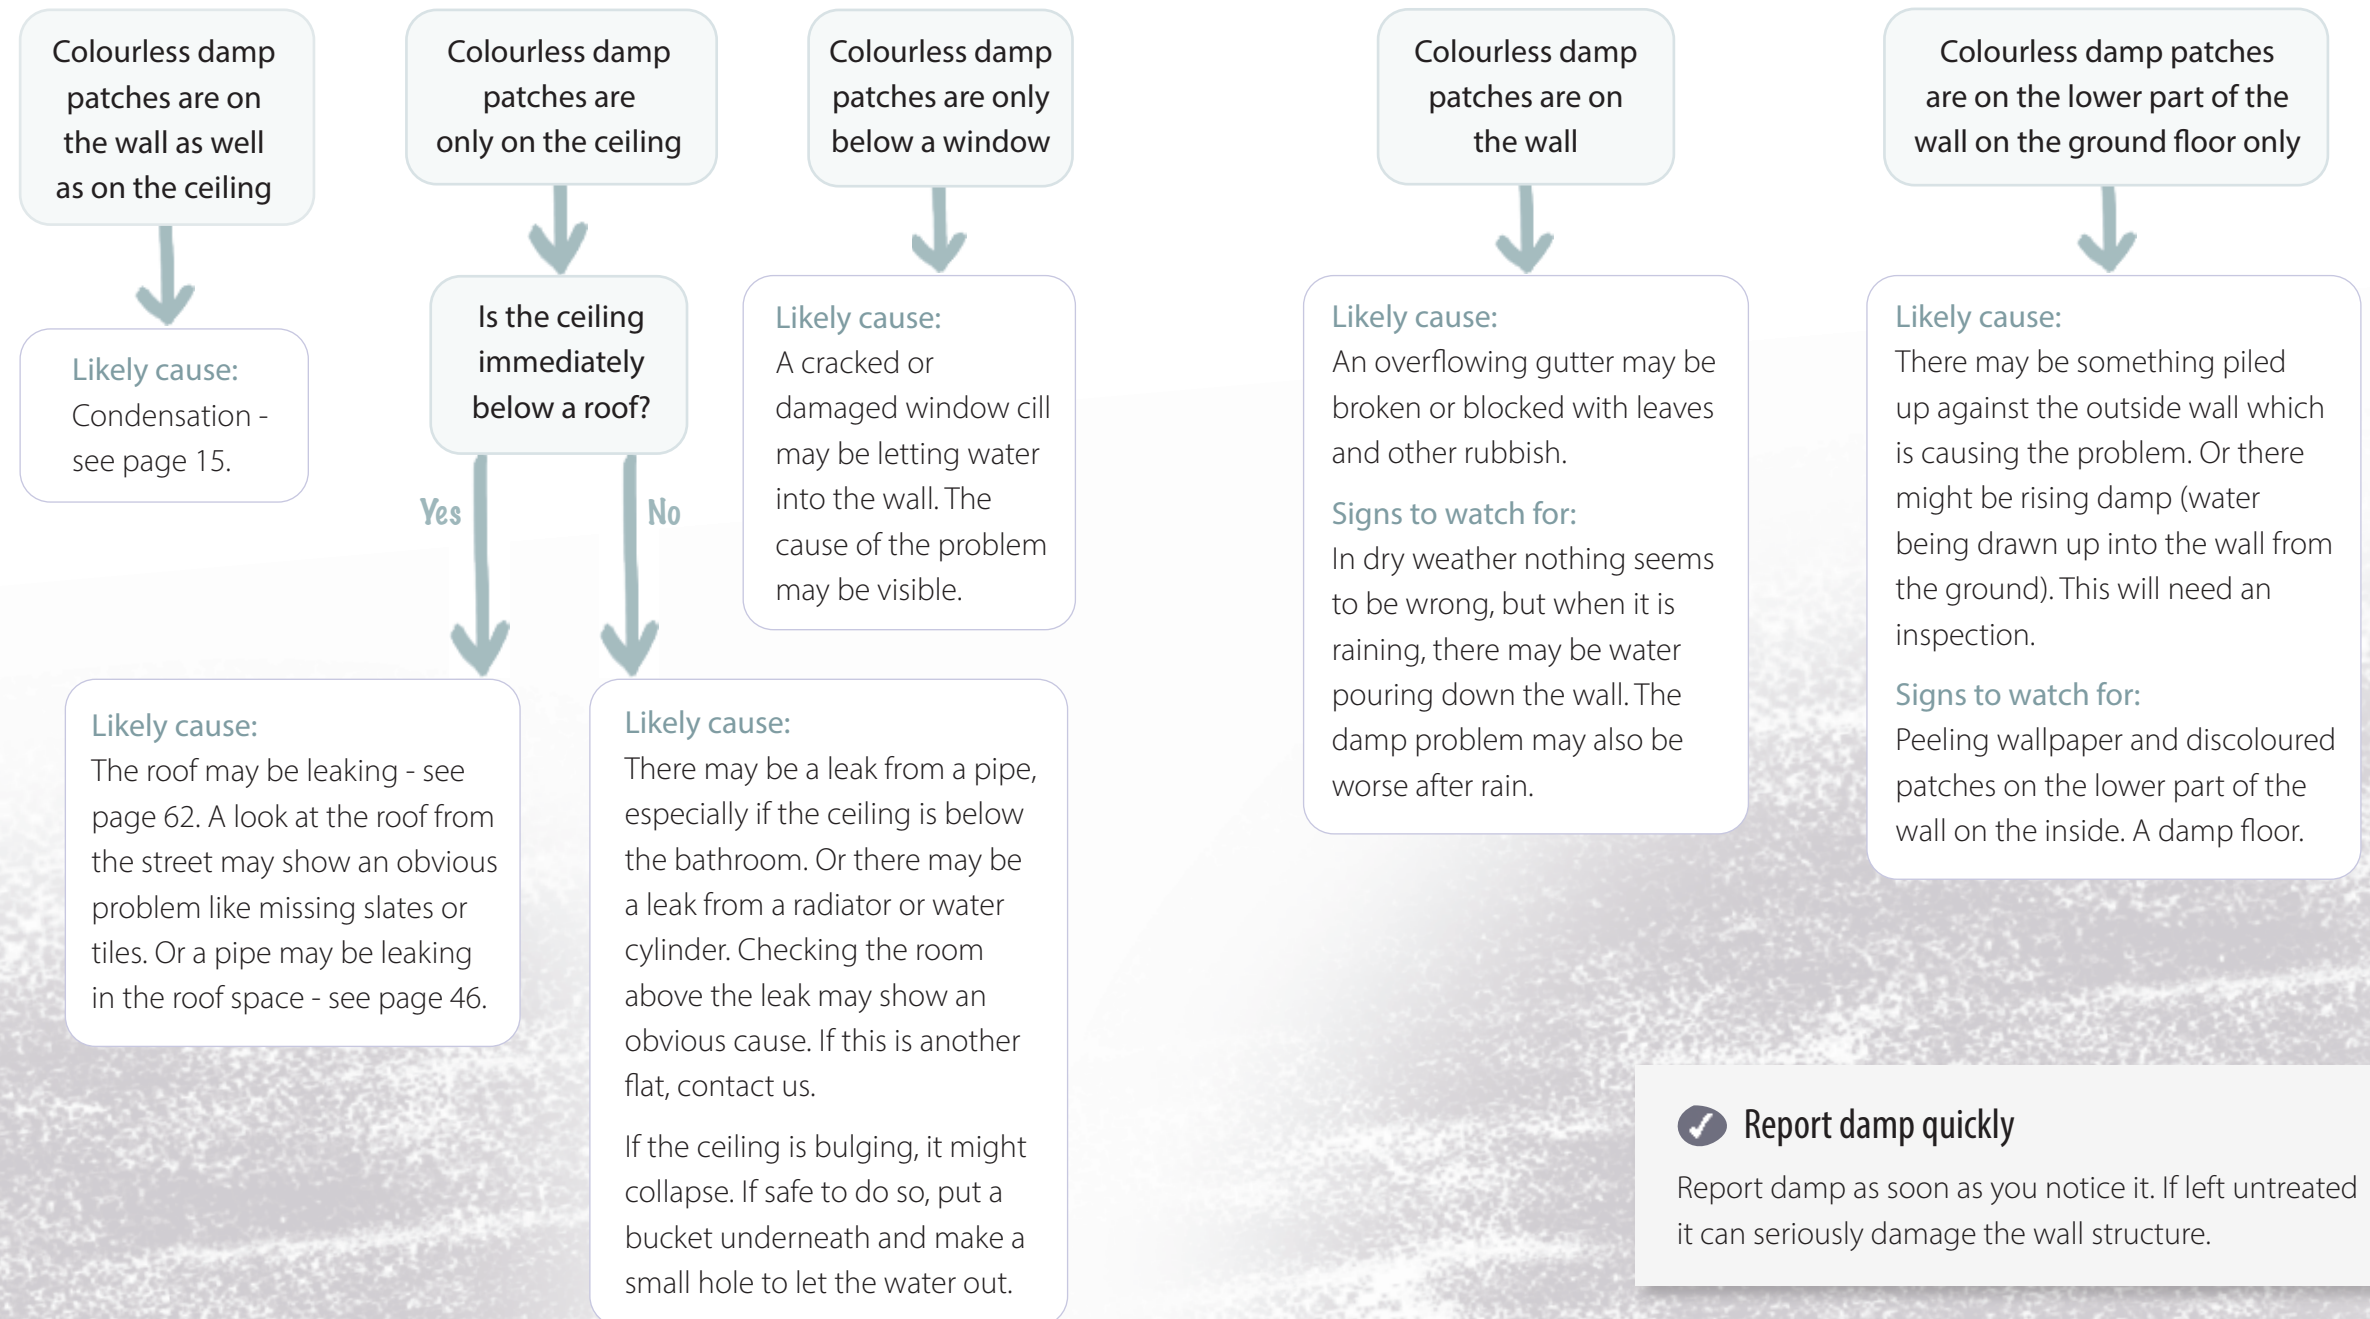 Colourless damp
patches are on
the wall as well
as on the ceiling
Likely cause:
Condensation -
see page 15.
Colourless damp
patches are
only on the ceiling
Is the ceiling
immediately
below a roof?
Yes
No
Likely cause:
The roof may be leaking - see
page 62. A look at the roof from
the street may show an obvious
problem like missing slates or
tiles. Or a pipe may be leaking
in the roof space - see page 46.
Likely cause:
There may be a leak from a pipe,
especially if the ceiling is below
the bathroom. Or there may be
a leak from a radiator or water
cylinder. Checking the room
above the leak may show an
obvious cause. If this is another
flat, contact us.
If the ceiling is bulging, it might
collapse. If safe to do so, put a
bucket underneath and make a
small hole to let the water out.
Colourless damp
patches are only
below a window
Likely cause:
A cracked or
damaged window cill
may be letting water
into the wall. The
cause of the problem
may be visible.
Colourless damp
patches are on
the wall
Likely cause:
An overflowing gutter may be
broken or blocked with leaves
and other rubbish.
Signs to watch for:
In dry weather nothing seems
to be wrong, but when it is
raining, there may be water
pouring down the wall. The
damp problem may also be
worse after rain.
Colourless damp patches
are on the lower part of the
wall on the ground floor only
Likely cause:
There may be something piled
up against the outside wall which
is causing the problem. Or there
might be rising damp (water
being drawn up into the wall from
the ground). This will need an
inspection.
Signs to watch for:
Peeling wallpaper and discoloured
patches on the lower part of the
wall on the inside. A damp floor.
Report damp quickly
Report damp as soon as you notice it. If left untreated
it can seriously damage the wall structure.